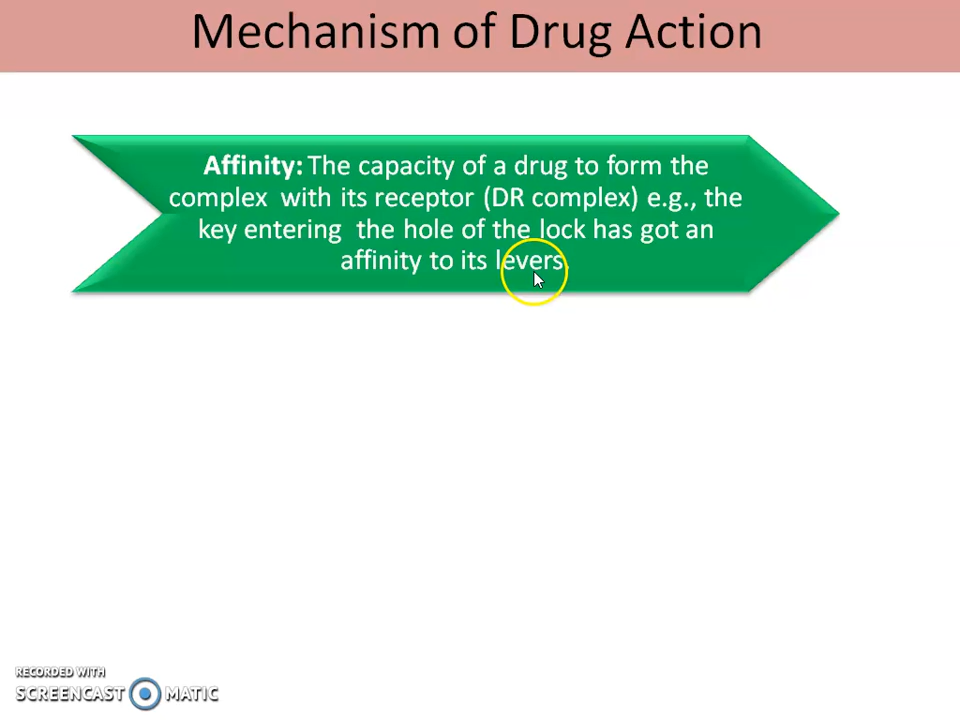 Mechanism of Drug Action
Affinity: The capacity of a drug to form the
complex with its receptor (DR complex) e.g., the
key entering the hole of the lock has got an
affinity to its levers.
RECORDED WITH
SCREENCAST MATIC